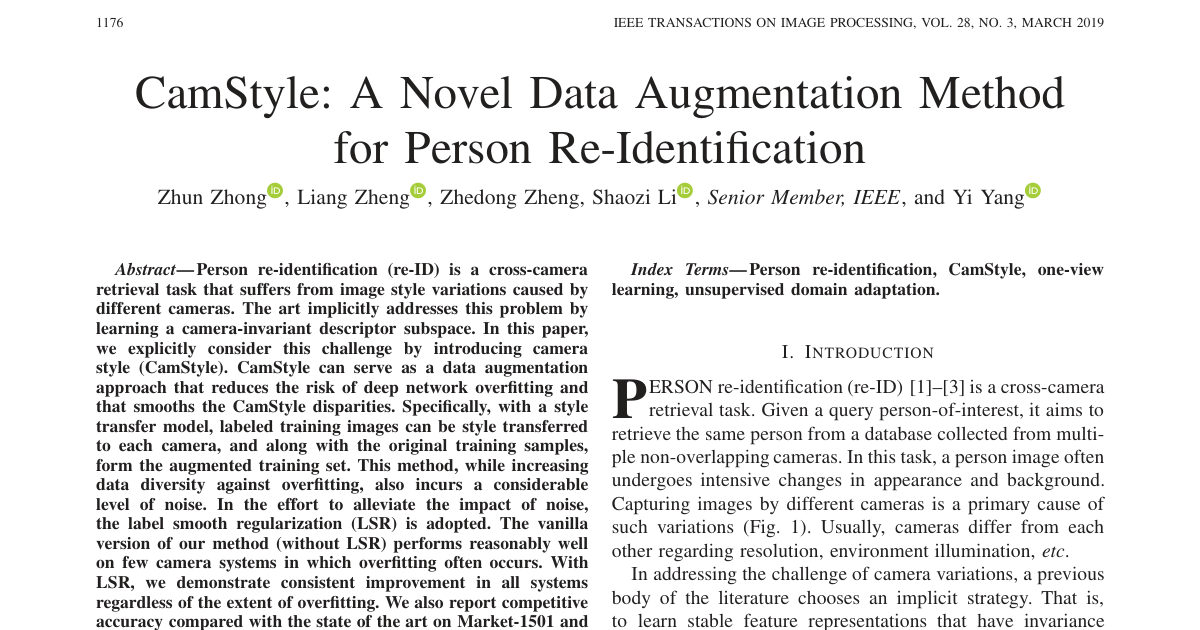 1176
IEEE TRANSACTIONS ON IMAGE PROCESSING, VOL. 28, NO. 3, MARCH 2019
CamStyle: A Novel Data Augmentation Method
for Person Re-Identification
Zhun Zhong, Liang Zheng, Zhedong Zheng, Shaozi Li, Senior Member, IEEE, and Yi Yang
Abstract—Person re-identification (re-ID) is a cross-camera
retrieval task that suffers from image style variations caused by
different cameras. The art implicitly addresses this problem by
learning a camera-invariant descriptor subspace. In this paper,
we explicitly consider this challenge by introducing camera
style (CamStyle). CamStyle can serve as a data augmentation
approach that reduces the risk of deep network overfitting and
that smooths the CamStyle disparities. Specifically, with a style
transfer model, labeled training images can be style transferred
to each camera, and along with the original training samples,
form the augmented training set. This method, while increasing
data diversity against overfitting, also incurs a considerable
level of noise. In the effort to alleviate the impact of noise,
the label smooth regularization (LSR) is adopted. The vanilla
version of our method (without LSR) performs reasonably well
on few camera systems in which overfitting often occurs. With
LSR, we demonstrate consistent improvement in all systems
regardless of the extent of overfitting. We also report competitive
accuracy compared with the state of the art on Market-1501 and
Index Terms—Person re-identification, CamStyle, one-view
learning, unsupervised domain adaptation.
I. INTRODUCTION
PERSON re-identification (re-ID) [1]–[3] is a cross-camera
retrieval task. Given a query person-of-interest, it aims to
retrieve the same person from a database collected from multi-
ple non-overlapping cameras. In this task, a person image often
undergoes intensive changes in appearance and background.
Capturing images by different cameras is a primary cause of
such variations (Fig. 1). Usually, cameras differ from each
other regarding resolution, environment illumination, etc.
In addressing the challenge of camera variations, a previous
body of the literature chooses an implicit strategy. That is,
to learn stable feature representations that have invariance